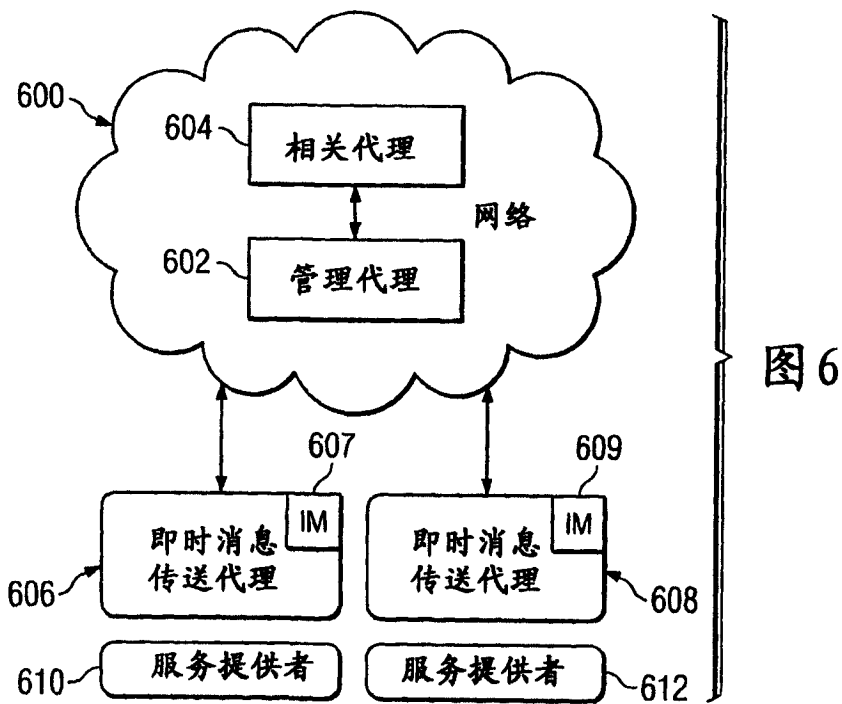 600
604
相关代理
网络
602
管理代理
图6
607
609
IM
IM
即时消息
传送代理
即时消息
传送代理
606
608
服务提供者
服务提供者
610
612